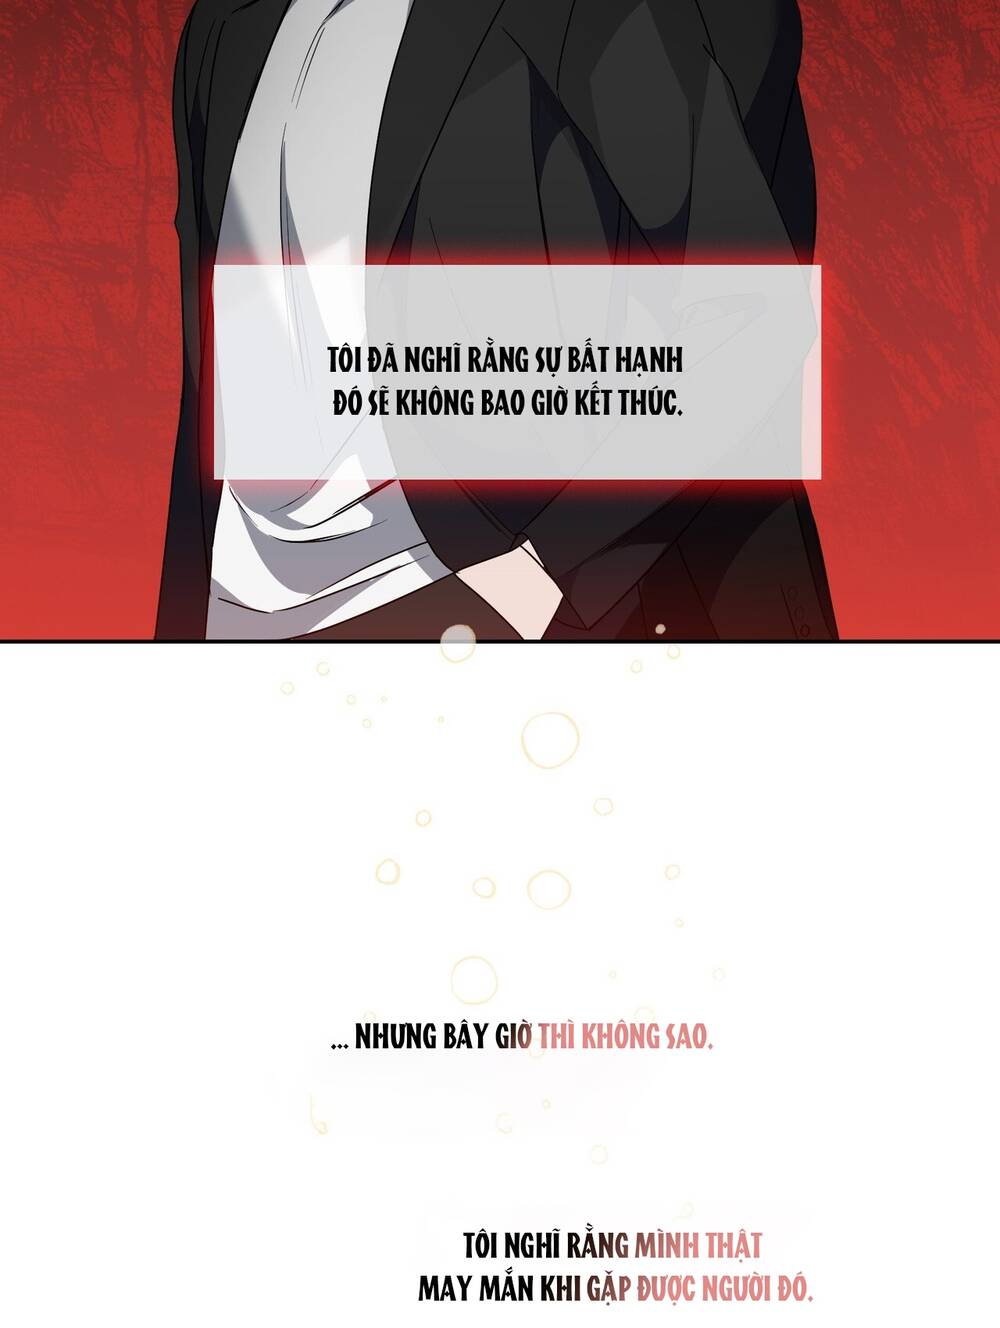 TÔI ĐÃ NGHĨ RẰNG SỰ BẤT HẠNH
ĐÓ SẼ KHÔNG BAO GIỜ KẾT THÚC.
... NHƯNG BÂY GIỜ THÌ KHÔNG SAO.
TÔI NGHĨ RẰNG MÌNH THẬT
MAY MẮN KHI GẶP ĐƯỢC NGƯỜI ĐÓ.